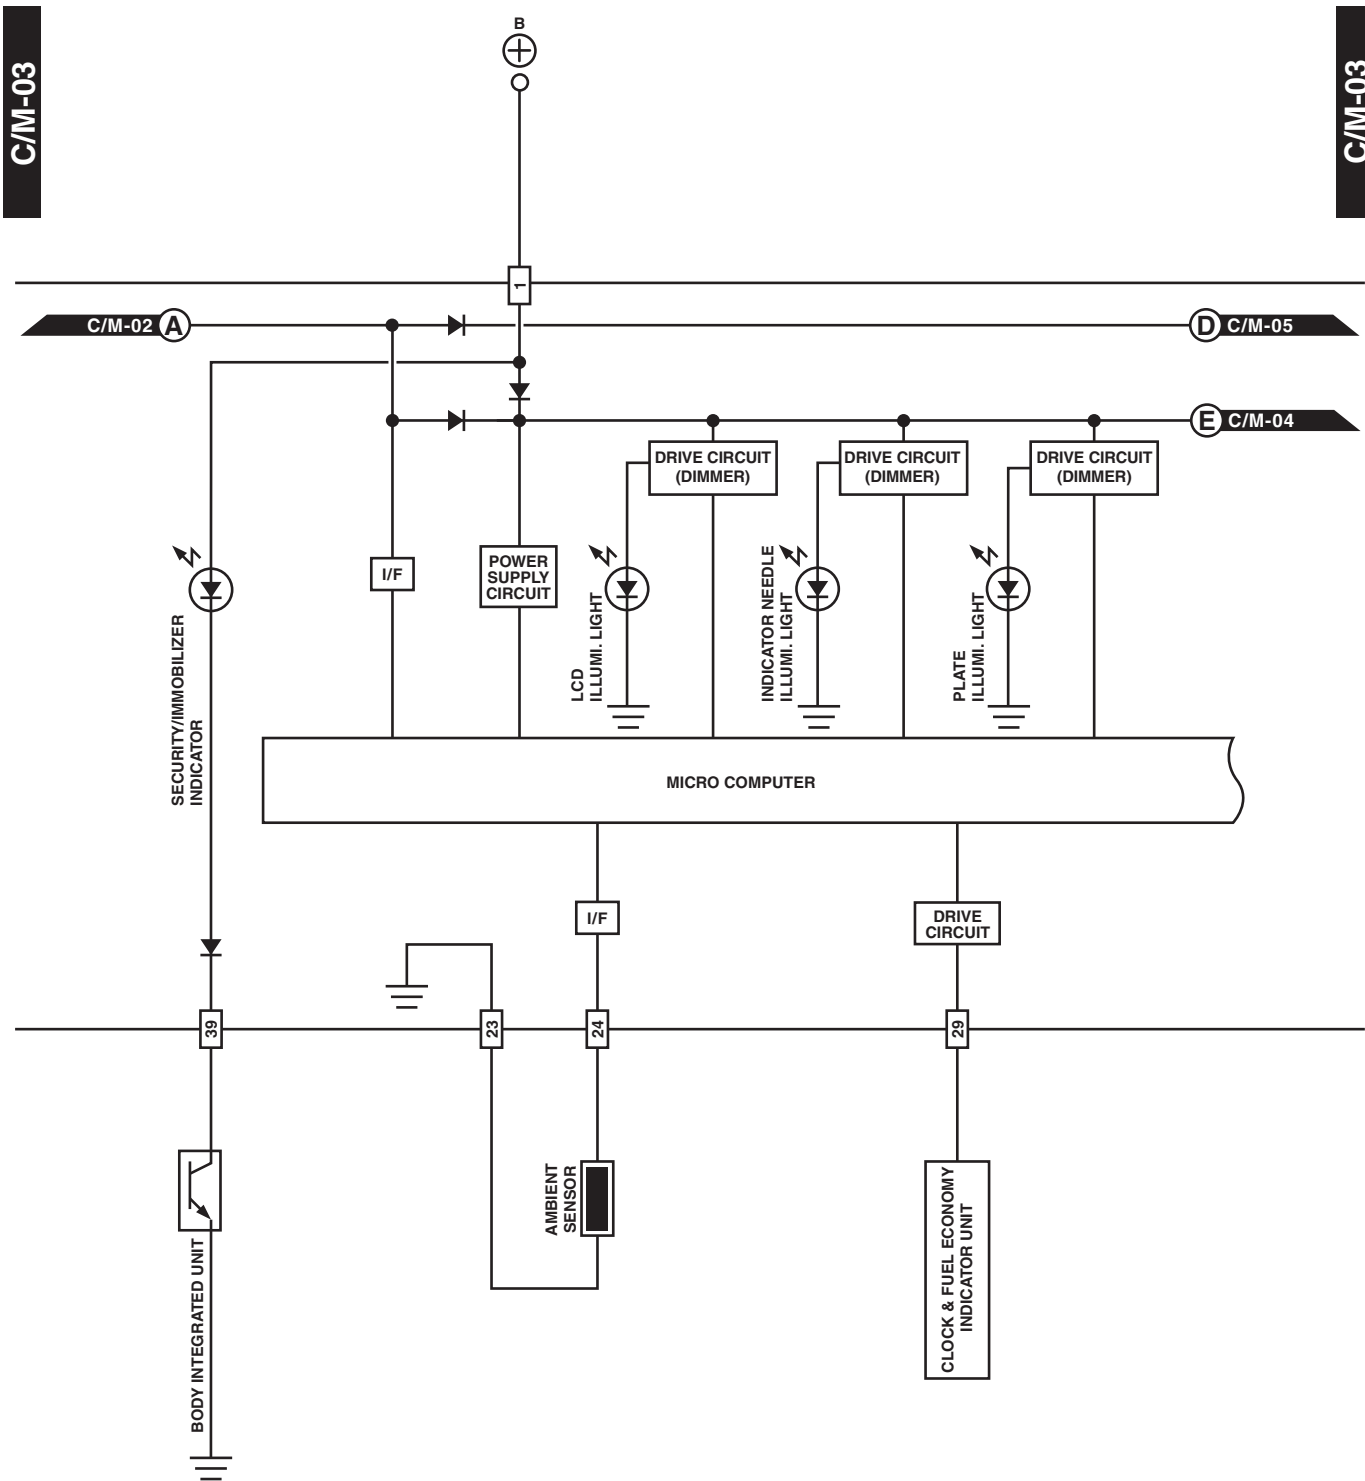 C/M-03
C/M-03
B
1
C/M-02 A
D C/M-05
E C/M-04
DRIVE CIRCUIT
(DIMMER)
DRIVE CIRCUIT
(DIMMER)
DRIVE CIRCUIT
(DIMMER)
I/F
POWER
SUPPLY
CIRCUIT
SECURITY/IMMOBILIZER
INDICATOR
LCD
ILLUMI. LIGHT
INDICATOR NEEDLE
ILLUMI. LIGHT
PLATE
ILLUMI. LIGHT
MICRO COMPUTER
I/F
DRIVE
CIRCUIT
39
23
24
29
BODY INTEGRATED UNIT
AMBIENT
SENSOR
CLOCK & FUEL ECONOMY
INDICATOR UNIT